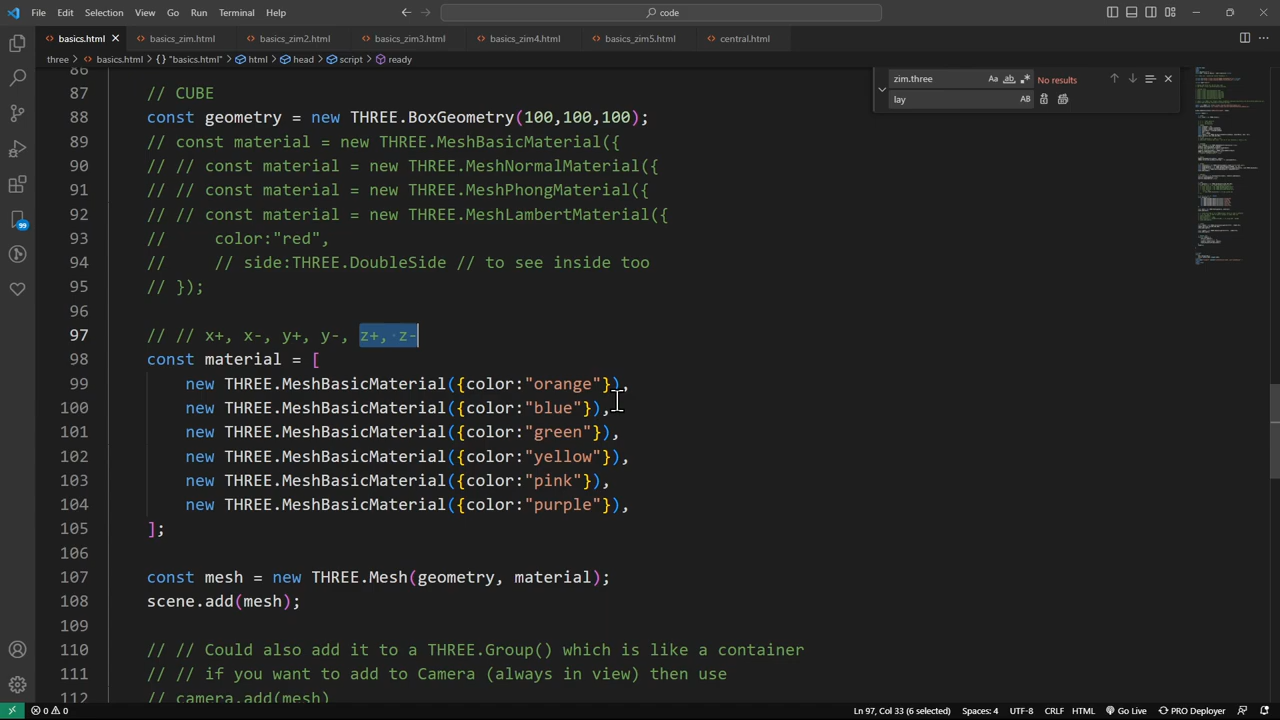 File Edit Selection View Go Run Terminal Help
code
basics.html
basics_zim.html
basics_zim2.html
basics_zim3.html
basics_zim4.html
basics_zim5.html
central.html
three > basics.html > {} "basics.html" > html > head > script > ready
zim.three
No results
lay
86
87 // CUBE
88 const geometry = new THREE.BoxGeometry(100,100,100);
89 // const material = new THREE.MeshBasicMaterial({
90 // // const material = new THREE.MeshNormalMaterial({
91 // // const material = new THREE.MeshPhongMaterial({
92 // // const material = new THREE.MeshLambertMaterial({
93 //     color:"red",
94 //     // side:THREE.DoubleSide // to see inside too
95 // });
96
97 // // x+, x-, y+, y-, z+, z-
98 const material = [
99     new THREE.MeshBasicMaterial({color:"orange"}),
100     new THREE.MeshBasicMaterial({color:"blue"}),
101     new THREE.MeshBasicMaterial({color:"green"}),
102     new THREE.MeshBasicMaterial({color:"yellow"}),
103     new THREE.MeshBasicMaterial({color:"pink"}),
104     new THREE.MeshBasicMaterial({color:"purple"}),
105 ];
106
107 const mesh = new THREE.Mesh(geometry, material);
108 scene.add(mesh);
109
110 // // Could also add it to a THREE.Group() which is like a container
111 // // if you want to add to Camera (always in view) then use
112 // camera.add(mesh)
99
0 0 Ln 97, Col 33 (6 selected) Spaces: 4 UTF-8 CRLF HTML Go Live PRO Deployer